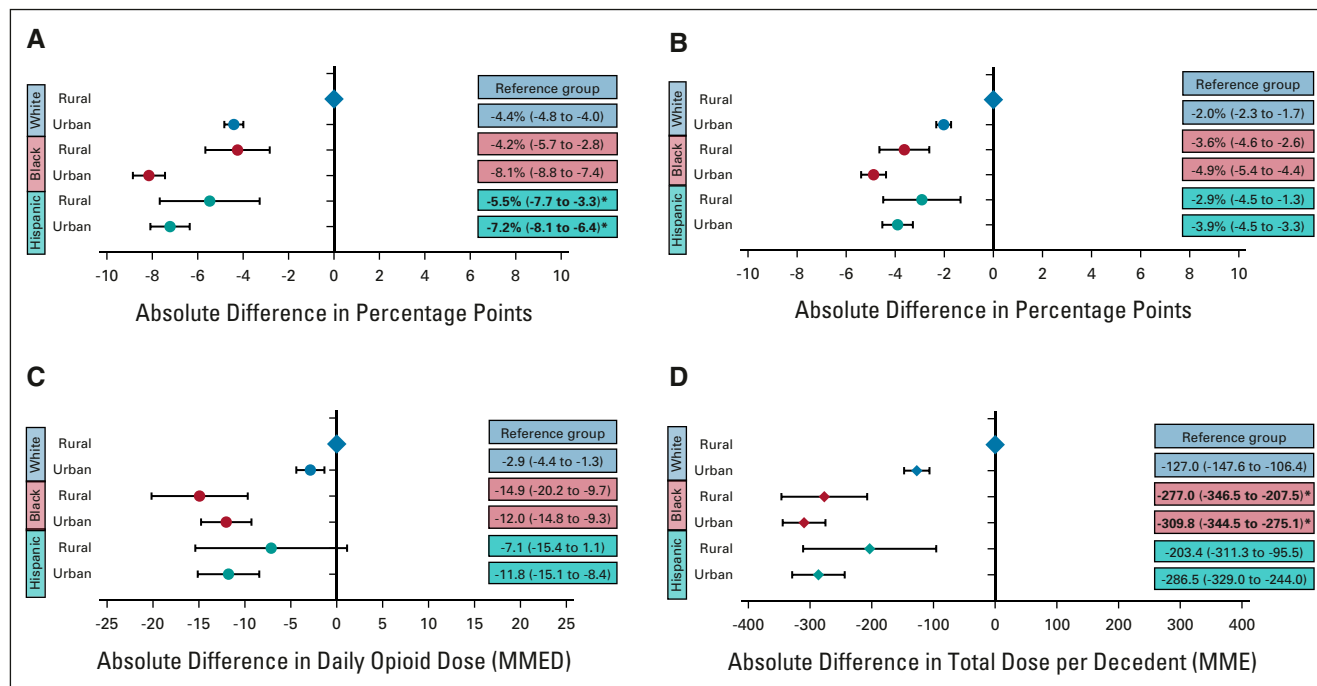 A
White
Black
Hispanic
Rural
Urban
Rural
Urban
Rural
Urban
Reference group
-4.4% (-4.8 to -4.0)
-4.2% (-5.7 to -2.8)
-8.1% (-8.8 to -7.4)
-5.5% (-7.7 to -3.3)*
-7.2% (-8.1 to -6.4)*
-10 -8 -6 -4 -2 0 2 4 6 8 10
Absolute Difference in Percentage Points
B
White
Black
Hispanic
Rural
Urban
Rural
Urban
Rural
Urban
Reference group
-2.0% (-2.3 to -1.7)
-3.6% (-4.6 to -2.6)
-4.9% (-5.4 to -4.4)
-2.9% (-4.5 to -1.3)
-3.9% (-4.5 to -3.3)
-10 -8 -6 -4 -2 0 2 4 6 8 10
Absolute Difference in Percentage Points
C
White
Black
Hispanic
Rural
Urban
Rural
Urban
Rural
Urban
Reference group
-2.9 (-4.4 to -1.3)
-14.9 (-20.2 to -9.7)
-12.0 (-14.8 to -9.3)
-7.1 (-15.4 to 1.1)
-11.8 (-15.1 to -8.4)
-25 -20 -15 -10 -5 0 5 10 15 20 25
Absolute Difference in Daily Opioid Dose (MMED)
D
White
Black
Hispanic
Rural
Urban
Rural
Urban
Rural
Urban
Reference group
-127.0 (-147.6 to -106.4)
-277.0 (-346.5 to -207.5)*
-309.8 (-344.5 to -275.1)*
-203.4 (-311.3 to -95.5)
-286.5 (-329.0 to -244.0)
-400 -300 -200 -100 0 100 200 300 400
Absolute Difference in Total Dose per Decedent (MME)